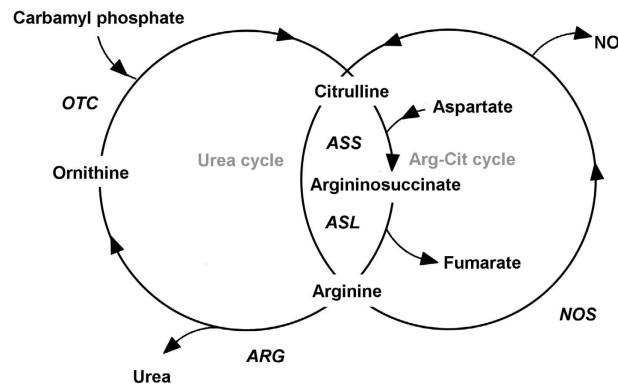 Carbamyl phosphate
NO
OTC
Citrulline
Aspartate
ASS
Urea cycle
Arg-Cit cycle
Ornithine
Argininosuccinate
ASL
Fumarate
Arginine
NOS
ARG
Urea